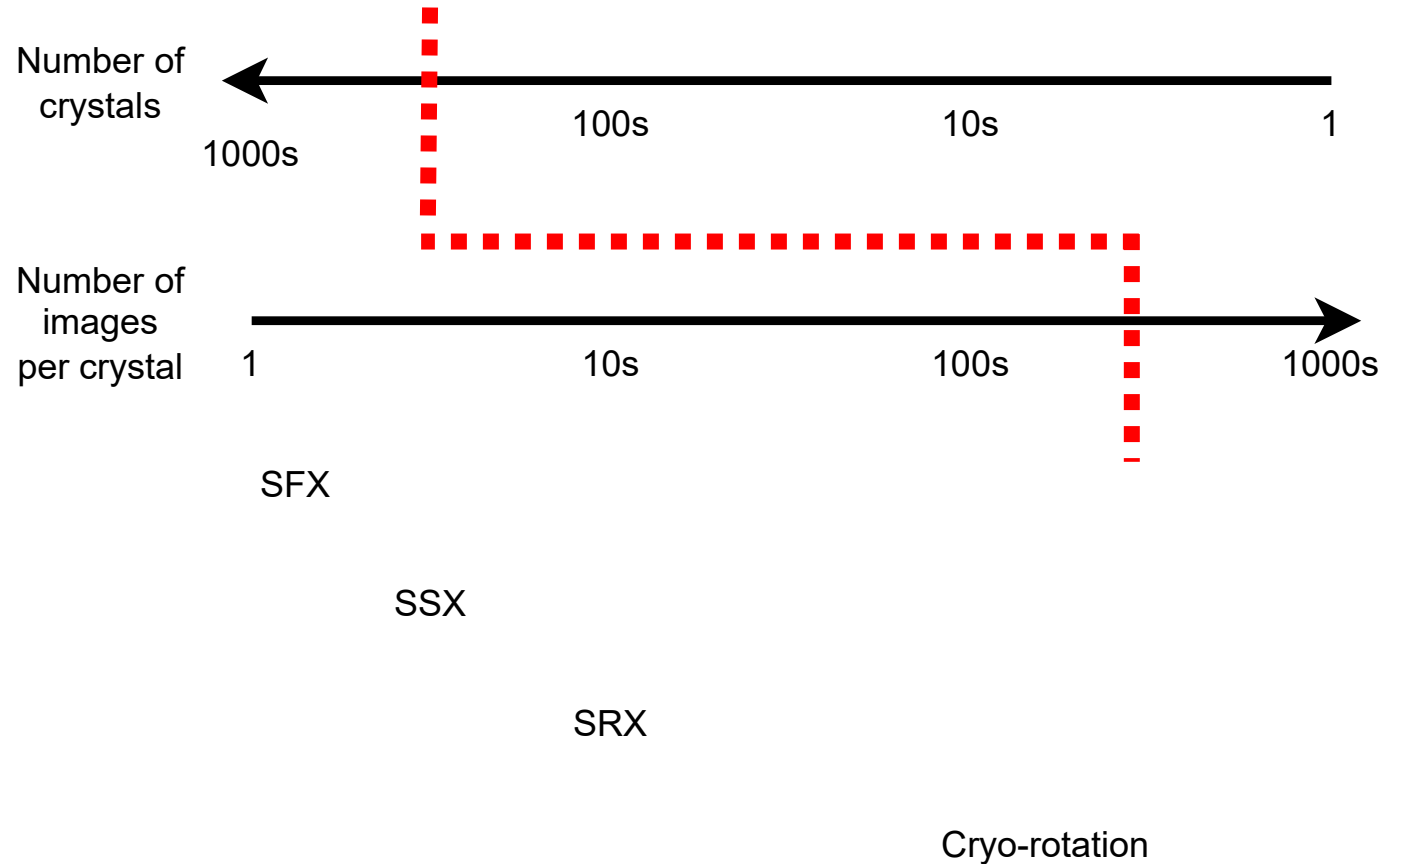 Number of
crystals
1000s
100s
10s
1
Number of
images
per crystal
1
10s
100s
1000s
SFX
SSX
SRX
Cryo-rotation